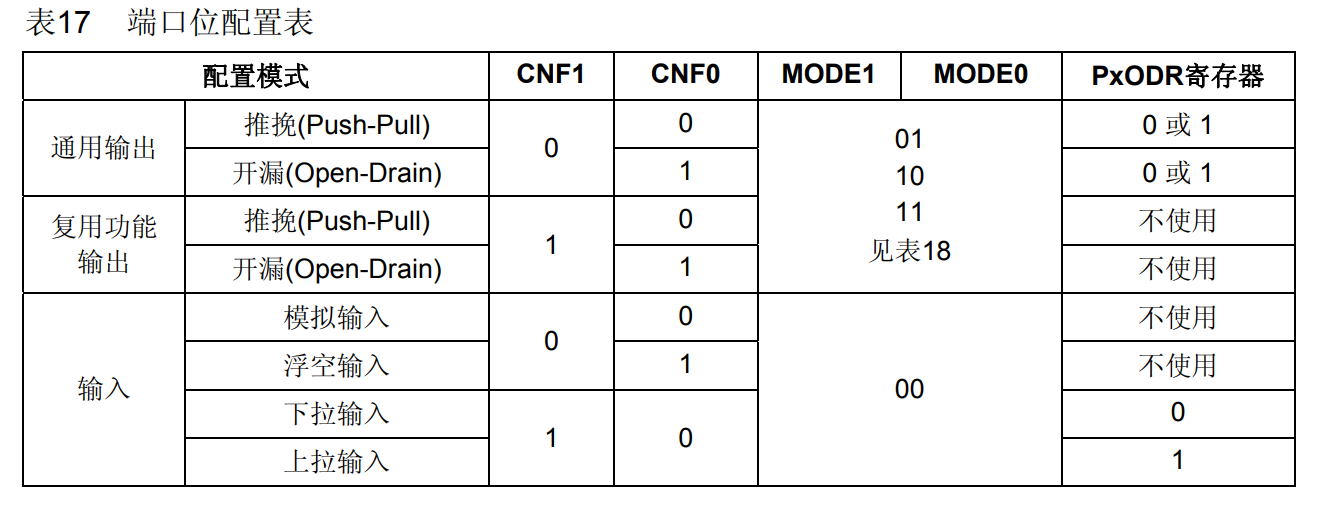 表17 端口位配置表
配置模式 CNF1 CNF0 MODE1 MODE0 PxODR寄存器
通用输出 推挽(Push-Pull) 0 0 01 10 11 见表18 0 或 1
开漏(Open-Drain) 1 0 或 1
复用功能输出 推挽(Push-Pull) 1 0 不使用
开漏(Open-Drain) 1 不使用
输入 模拟输入 0 0 00 不使用
浮空输入 1 不使用
下拉输入 1 0 0
上拉输入 1